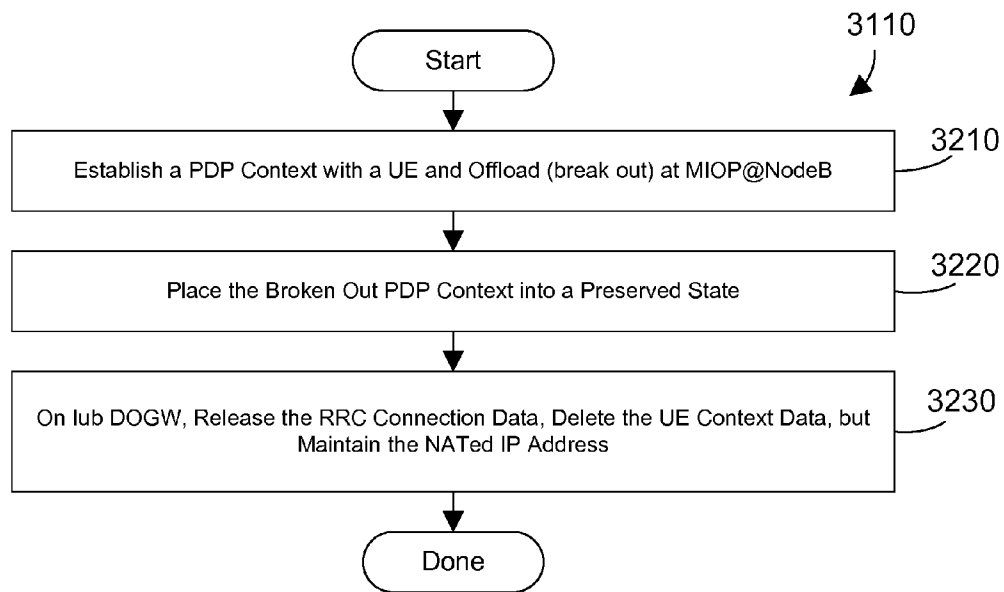 3110
Start
3210
Establish a PDP Context with a UE and Offload (break out) at MIOP@NodeB
3220
Place the Broken Out PDP Context into a Preserved State
3230
On Iub DOGW, Release the RRC Connection Data, Delete the UE Context Data, but
Maintain the NATed IP Address
Done